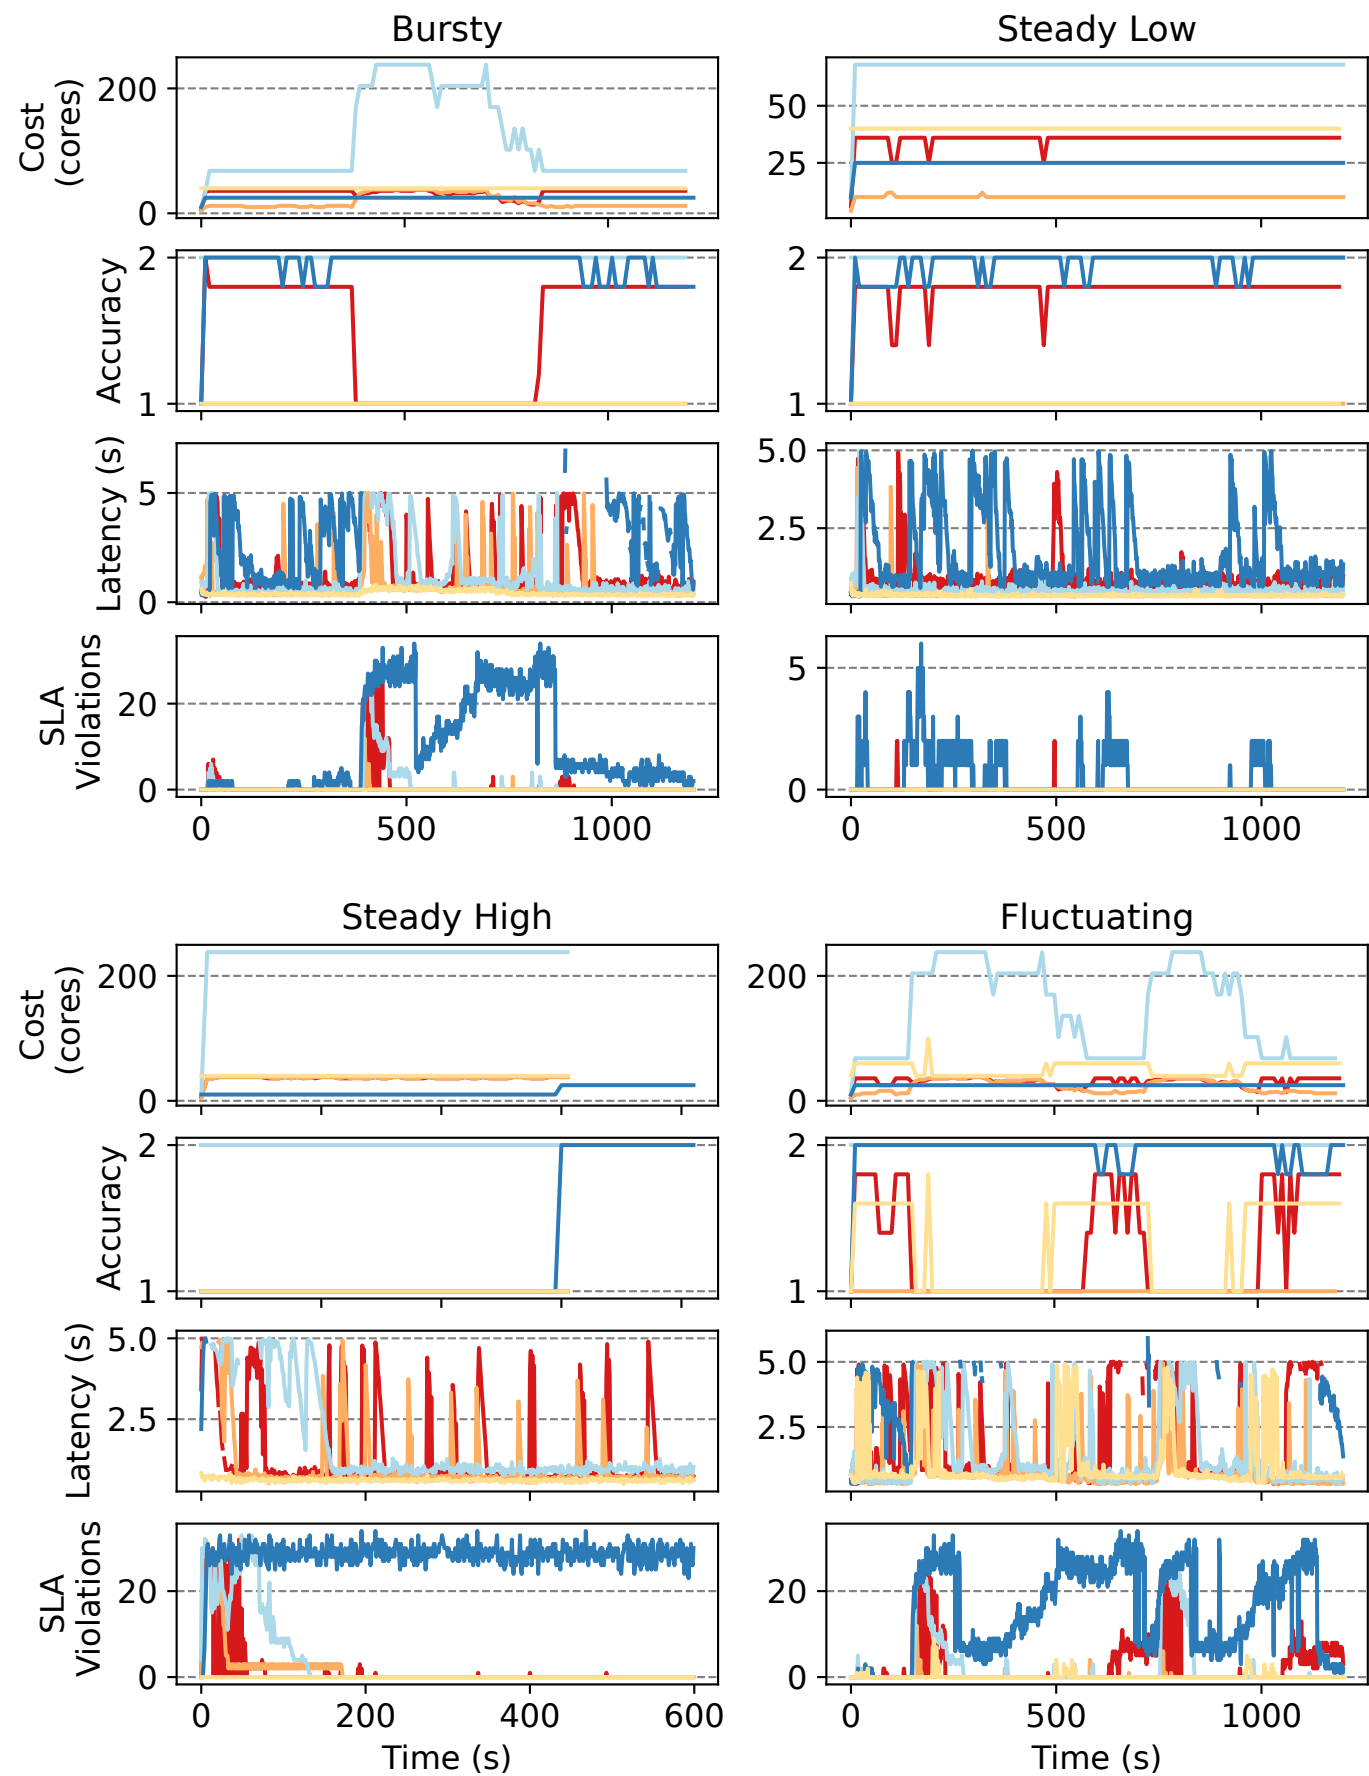 Bursty
Steady Low
Cost
(cores)
200
0
50
25
Accuracy
2
1
2
1
Latency (s)
5
0
5.0
2.5
SLA
Violations
20
0
5
0
0 500 1000
0 500 1000
Steady High
Fluctuating
Cost
(cores)
200
0
200
0
Accuracy
2
1
2
1
Latency (s)
5.0
2.5
5.0
2.5
SLA
Violations
20
0
20
0
0 200 400 600
0 500 1000
Time (s)
Time (s)